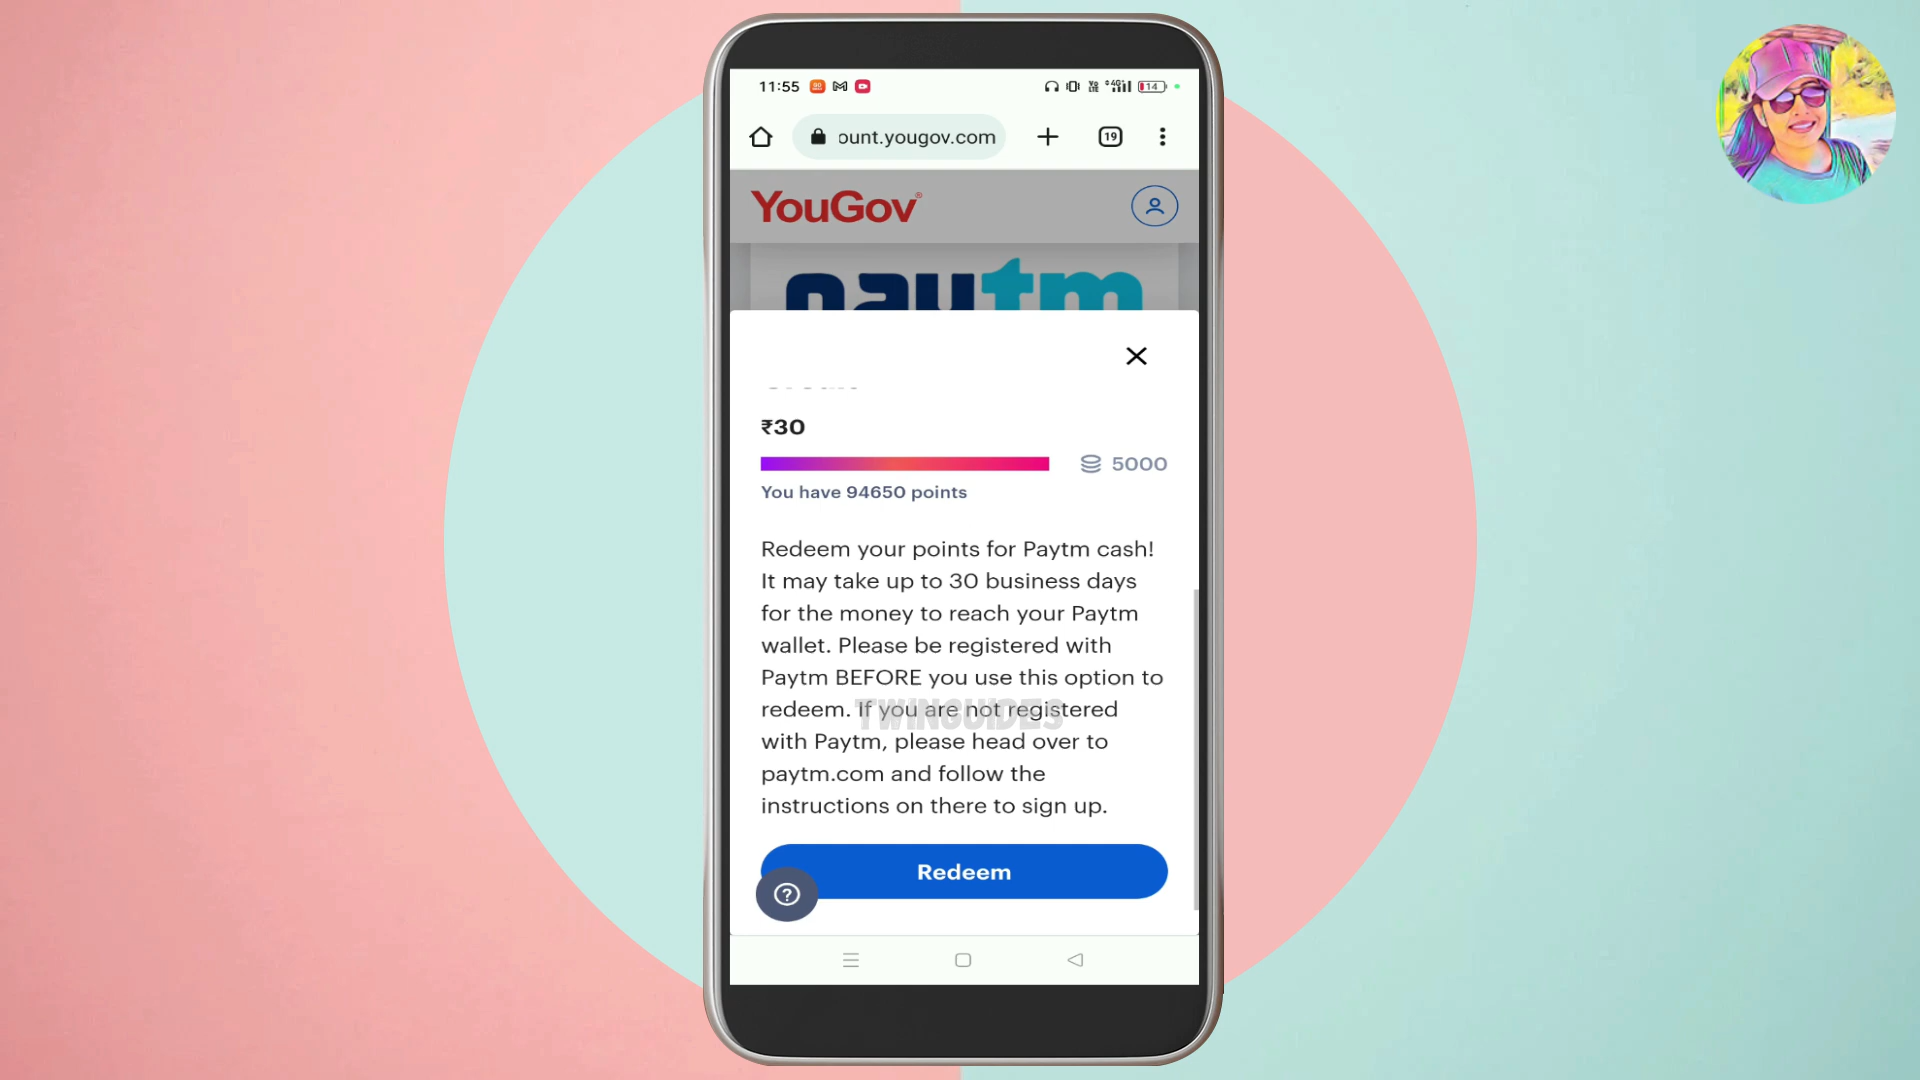 11:55
14
ount.yougov.com
19
YouGov
paytm
₹30
5000
You have 94650 points
Redeem your points for Paytm cash!
It may take up to 30 business days
for the money to reach your Paytm
wallet. Please be registered with
Paytm BEFORE you use this option to
redeem. If you are not registered
TWINGUIDES
with Paytm, please head over to
paytm.com and follow the
instructions on there to sign up.
Redeem